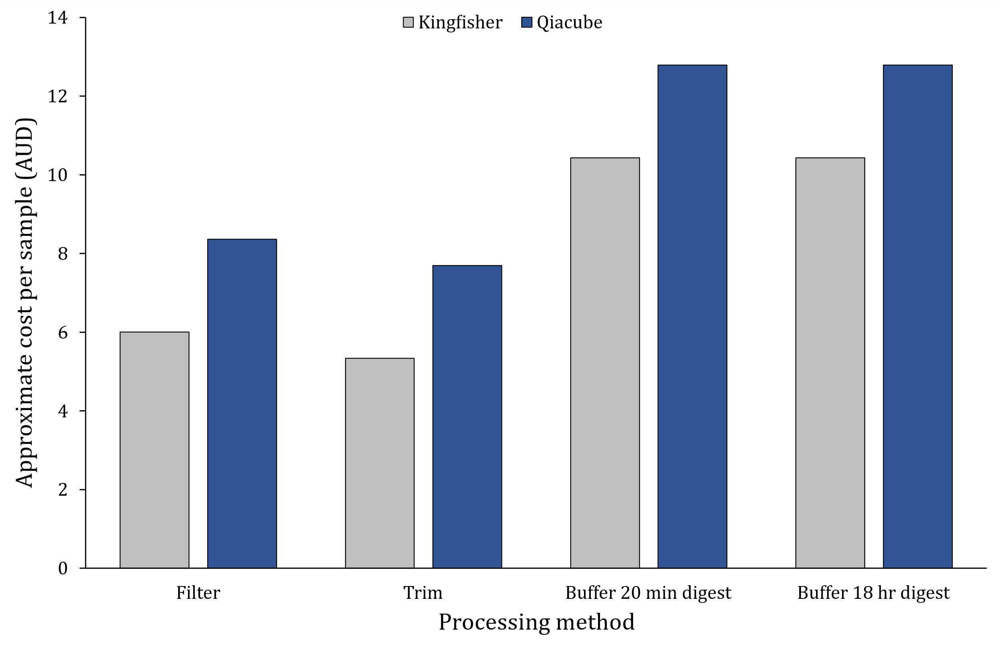 Kingfisher Qiacube
Approximate cost per sample (AUD)
14
12
10
8
6
4
2
0
Filter Trim Buffer 20 min digest Buffer 18 hr digest
Processing method